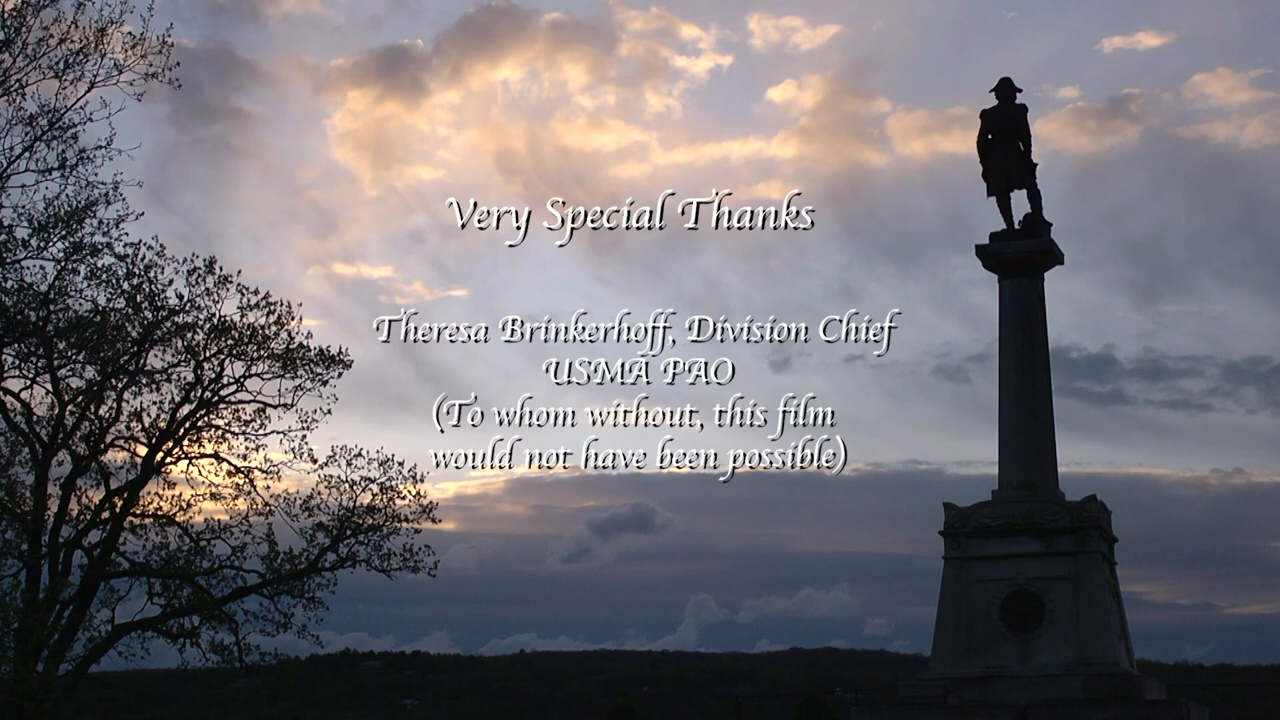 Very Special Thanks
Theresa Brinkerhoff, Division Chief
USMA PAO
(To whom without, this film
would not have been possible)